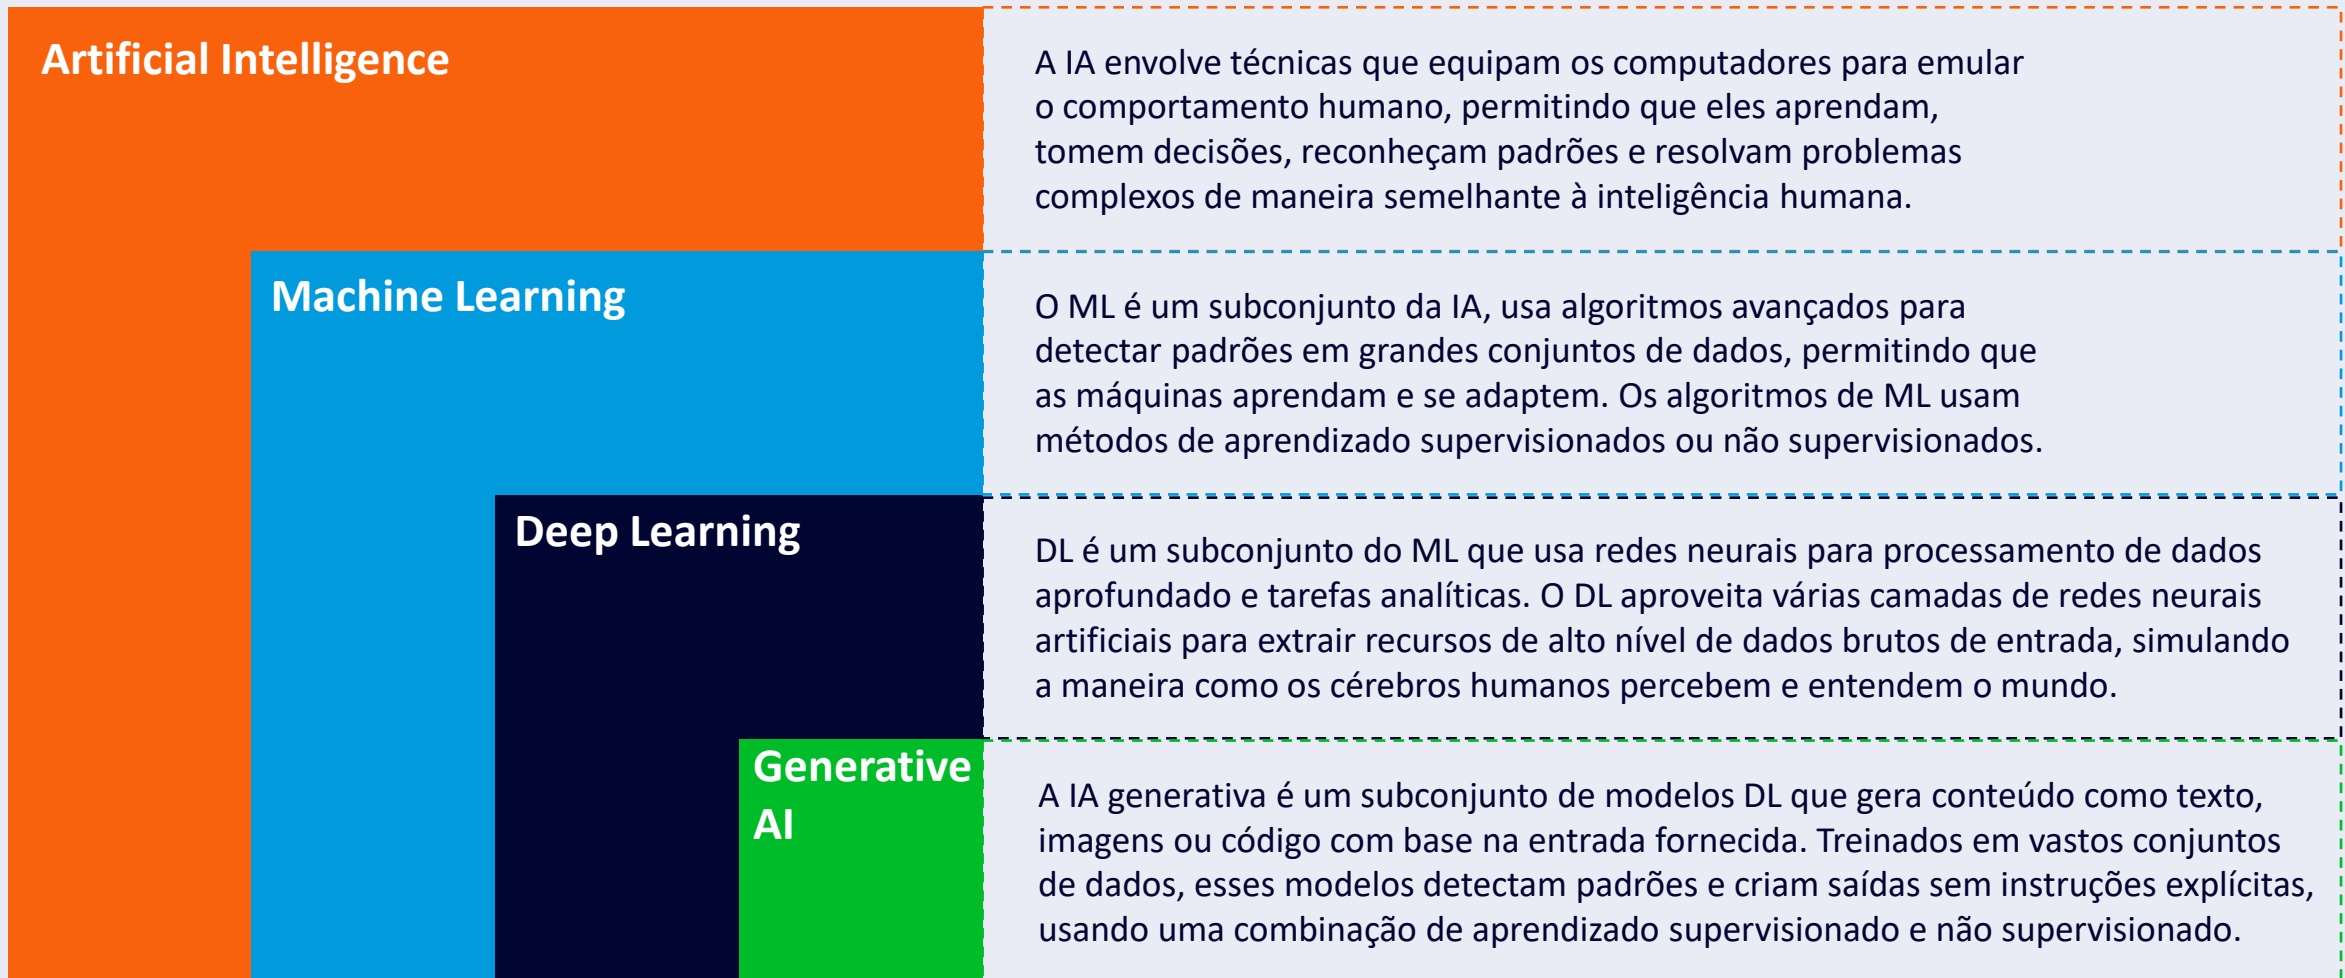 Artificial Intelligence
A IA envolve técnicas que equipam os computadores para emular
o comportamento humano, permitindo que eles aprendam,
tomem decisões, reconheçam padrões e resolvam problemas
complexos de maneira semelhante à inteligência humana.
Machine Learning
O ML é um subconjunto da IA, usa algoritmos avançados para
detectar padrões em grandes conjuntos de dados, permitindo que
as máquinas aprendam e se adaptem. Os algoritmos de ML usam
métodos de aprendizado supervisionados ou não supervisionados.
Deep Learning
DL é um subconjunto do ML que usa redes neurais para processamento de dados
aprofundado e tarefas analíticas. O DL aproveita várias camadas de redes neurais
artificiais para extrair recursos de alto nível de dados brutos de entrada, simulando
a maneira como os cérebros humanos percebem e entendem o mundo.
Generative
AI
A IA generativa é um subconjunto de modelos DL que gera conteúdo como texto,
imagens ou código com base na entrada fornecida. Treinados em vastos conjuntos
de dados, esses modelos detectam padrões e criam saídas sem instruções explícitas,
usando uma combinação de aprendizado supervisionado e não supervisionado.